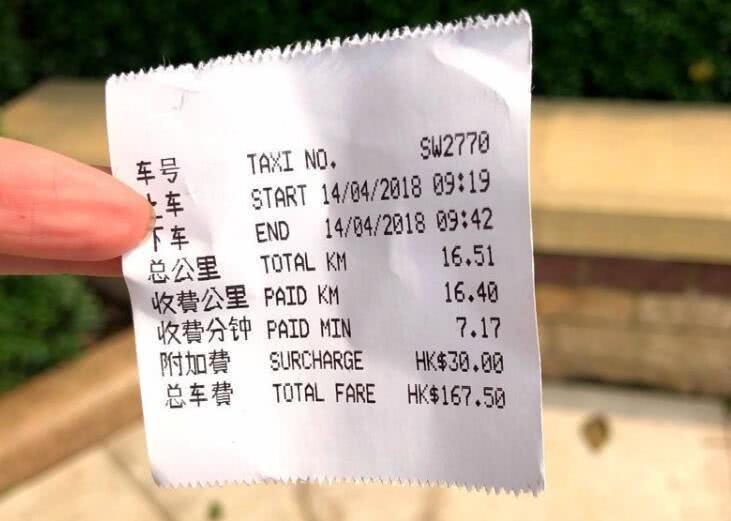 车号 TAXI NO. SW2770
上车 START 14/04/2018 09:19
下车 END 14/04/2018 09:42
总公里 TOTAL KM 16.51
收費公里 PAID KM 16.40
收費分钟 PAID MIN 7.17
附加費 SURCHARGE HK$30.00
总车費 TOTAL FARE HK$167.50